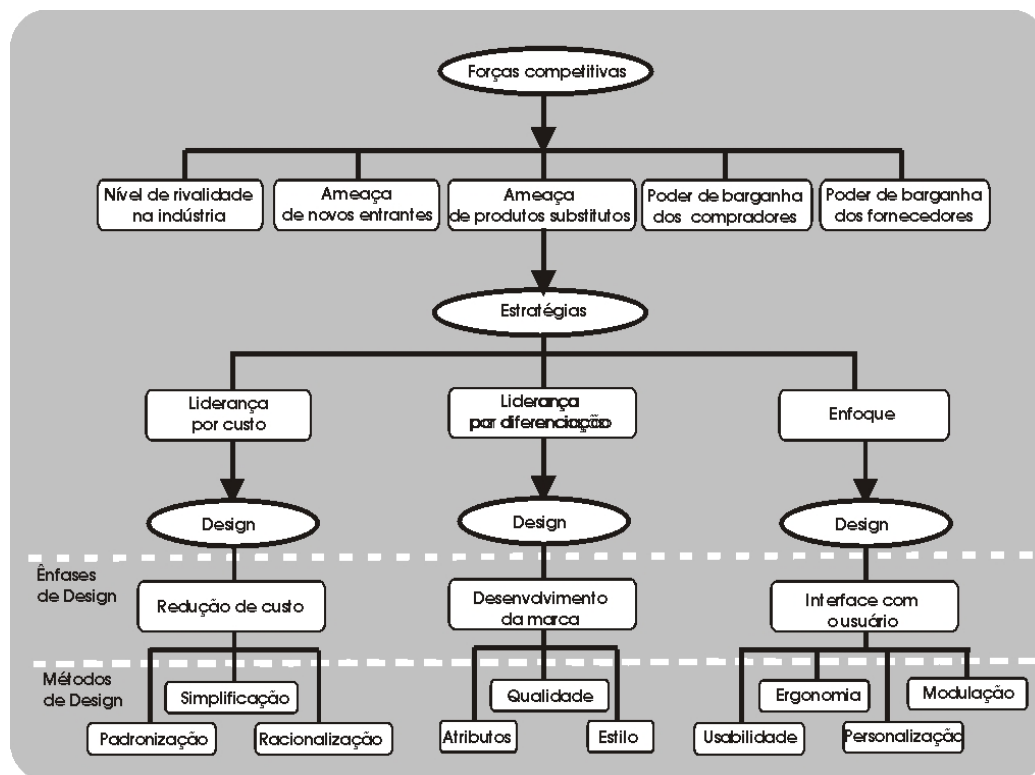 Forças competitivas
Nível de rivalidade
na indústria
Ameaça
de novos entrantes
Ameaça
de produtos substitutos
Poder de barganha
dos compradores
Poder de barganha
dos fornecedores
Estratégias
Liderança
por custo
Liderança
por diferenciação
Enfoque
Design
Design
Design
Ênfases
de Design
Redução de custo
Desenvolvimento
da marca
Interface com
o usuário
Métodos
de Design
Simplificação
Padronização
Racionalização
Qualidade
Atributos
Estilo
Ergonomia
Modulação
Usabilidade
Personalização